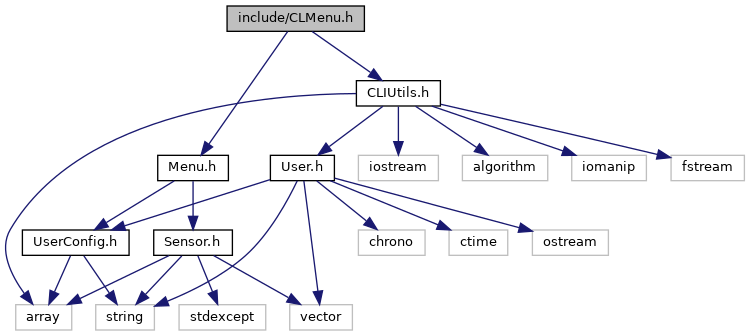 include/CLMenu.h
CLIUtils.h
Menu.h
User.h
iostream
algorithm
iomanip
fstream
UserConfig.h
Sensor.h
chrono
ctime
ostream
array
string
stdexcept
vector